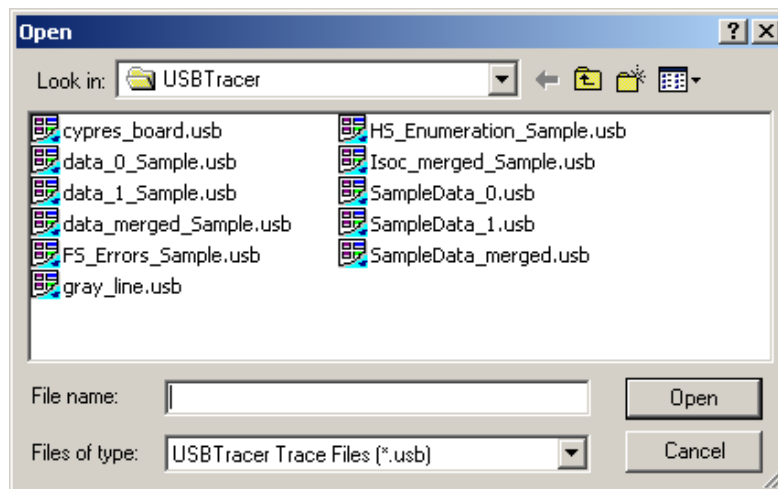 Open
Look in: USBTracer
cypres_board.usb
data_0_Sample.usb
data_1_Sample.usb
data_merged_Sample.usb
FS_Errors_Sample.usb
gray_line.usb
HS_Enumeration_Sample.usb
Isoc_merged_Sample.usb
SampleData_0.usb
SampleData_1.usb
SampleData_merged.usb
File name:
Open
Files of type: USBTracer Trace Files (*.usb)
Cancel